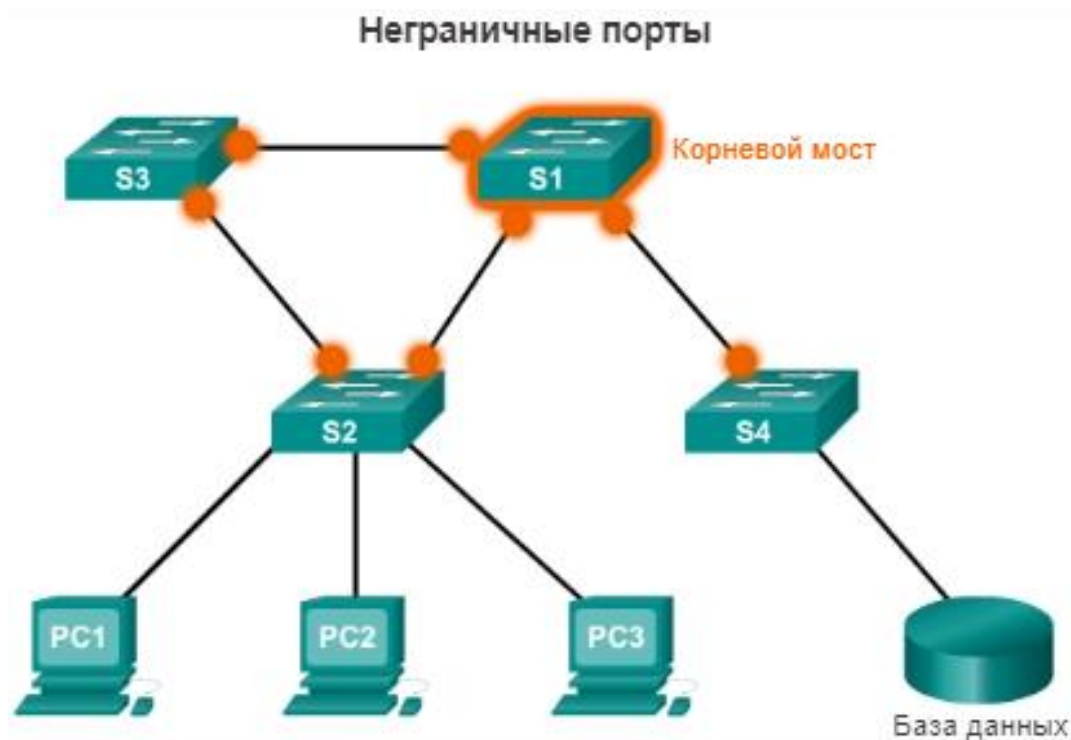 Неграничные порты
S3
S1
Корневой мост
S2
S4
PC1
PC2
PC3
База данных